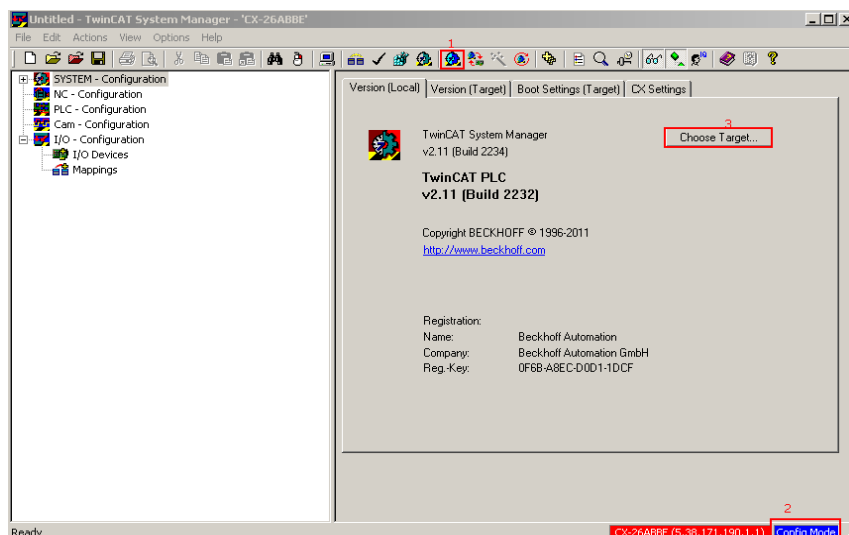 Untitled - TwinCAT System Manager - 'CX-26ABBE'
File Edit Actions View Options Help
1
SYSTEM - Configuration
NC - Configuration
PLC - Configuration
Cam - Configuration
I/O - Configuration
I/O Devices
Mappings
Version (Local) Version (Target) Boot Settings (Target) CX Settings
3
Choose Target...
TwinCAT System Manager
v2.11 (Build 2234)
TwinCAT PLC
v2.11 (Build 2232)
Copyright BECKHOFF © 1996-2011
http://www.beckhoff.com
Registration:
Name: Beckhoff Automation
Company: Beckhoff Automation GmbH
Reg.-Key: 0F6B-A8EC-D0D1-1DCF
2
Ready CX-26ABBE (5.38.171.190.1.1) Config Mode